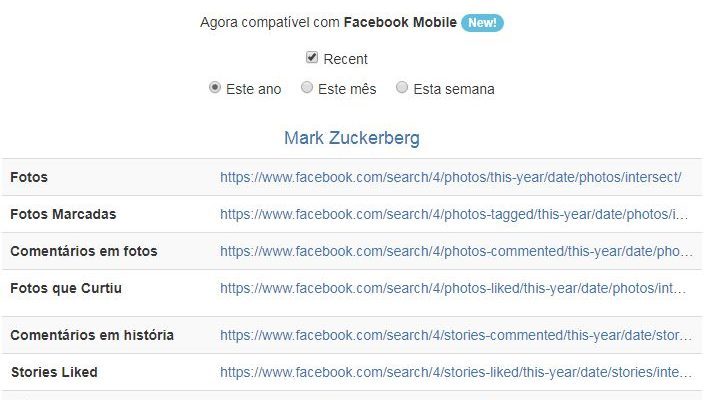 Agora compatível com Facebook Mobile New!
Recent
Este ano Este mês Esta semana
Mark Zuckerberg
Fotos https://www.facebook.com/search/4/photos/this-year/date/photos/intersect/
Fotos Marcadas https://www.facebook.com/search/4/photos-tagged/this-year/date/photos/i...
Comentários em fotos https://www.facebook.com/search/4/photos-commented/this-year/date/pho...
Fotos que Curtiu https://www.facebook.com/search/4/photos-liked/this-year/date/photos/int...
Comentários em história https://www.facebook.com/search/4/stories-commented/this-year/date/stor...
Stories Liked https://www.facebook.com/search/4/stories-liked/this-year/date/stories/inte...